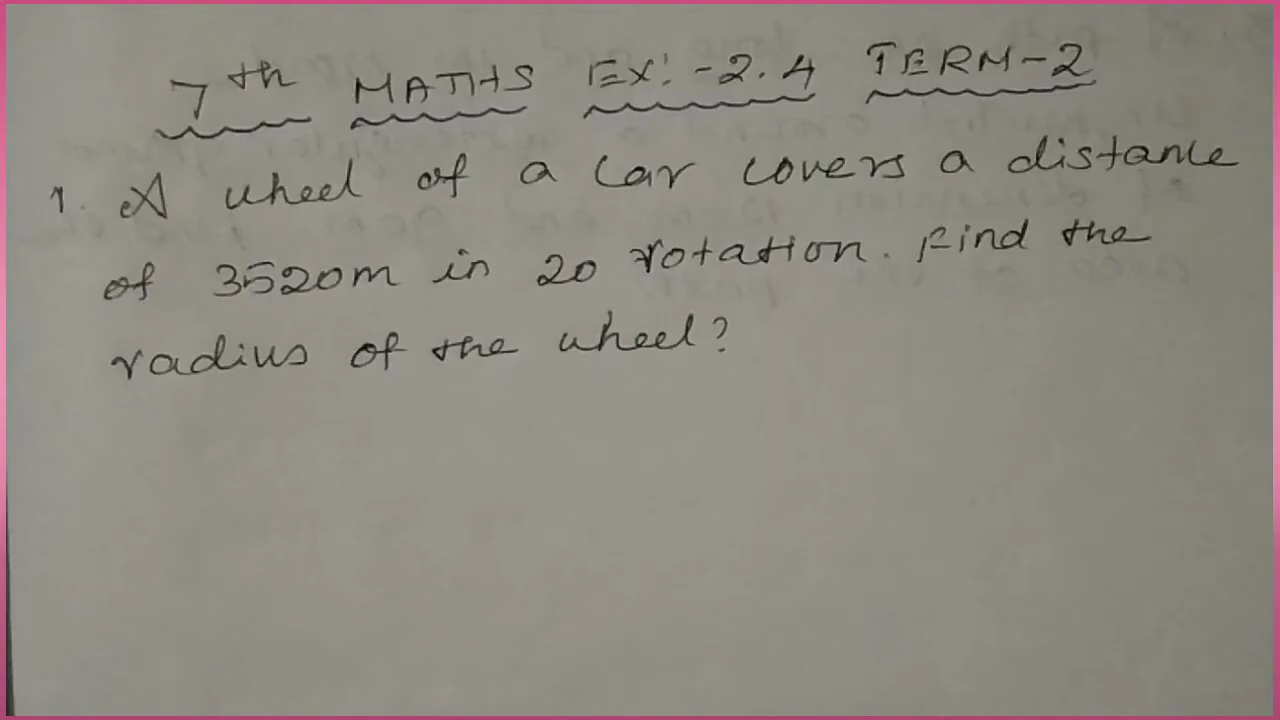 7th MATHS EX:-2.4 TERM-2
1. A wheel of a car covers a distance
of 3520m in 20 rotation. Find the
radius of the wheel?